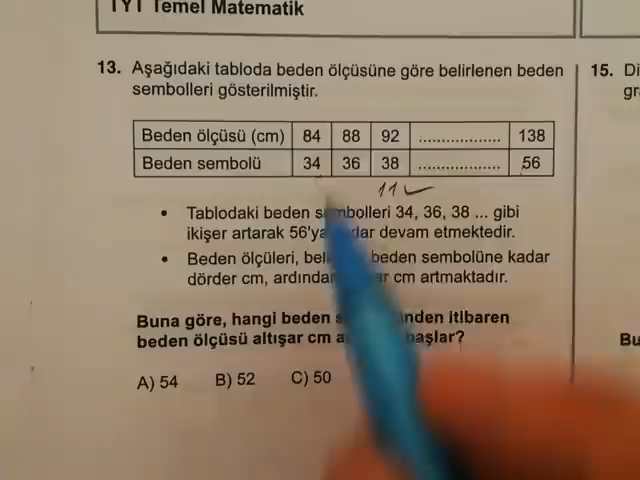 TYT Temel Matematik
13. Aşağıdaki tabloda beden ölçüsüne göre belirlenen beden
sembolleri gösterilmiştir.
Beden ölçüsü (cm) 84 88 92 .................. 138
Beden sembolü 34 36 38 .................. 56
11 ✓
• Tablodaki beden sembolleri 34, 36, 38 ... gibi
ikişer artarak 56'ya dar devam etmektedir.
• Beden ölçüleri, beden sembolüne kadar
dörder cm, cm artmaktadır.
Buna göre, hangi beden itibaren
beden ölçüsü altışar cm başlar?
A) 54 B) 52 C) 50
15. Di
gr
Bu